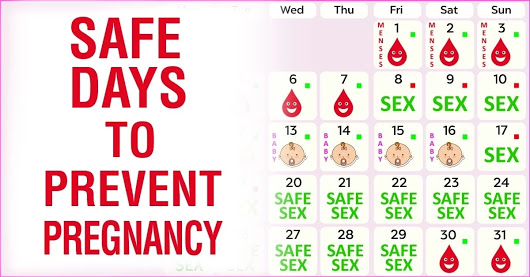 SAFE
DAYS
TO
PREVENT
PREGNANCY
Wed Thu Fri Sat Sun
1 2 3
MENSES MENSES MENSES
6 7 8 9 10
SEX SEX SEX
13 14 15 16 17
BABY BABY BABY BABY SEX
20 21 22 23 24
SAFE SAFE SAFE SAFE SAFE
SEX SEX SEX SEX SEX
27 28 29 30 31
SAFE SAFE SAFE
SEX SEX SEX